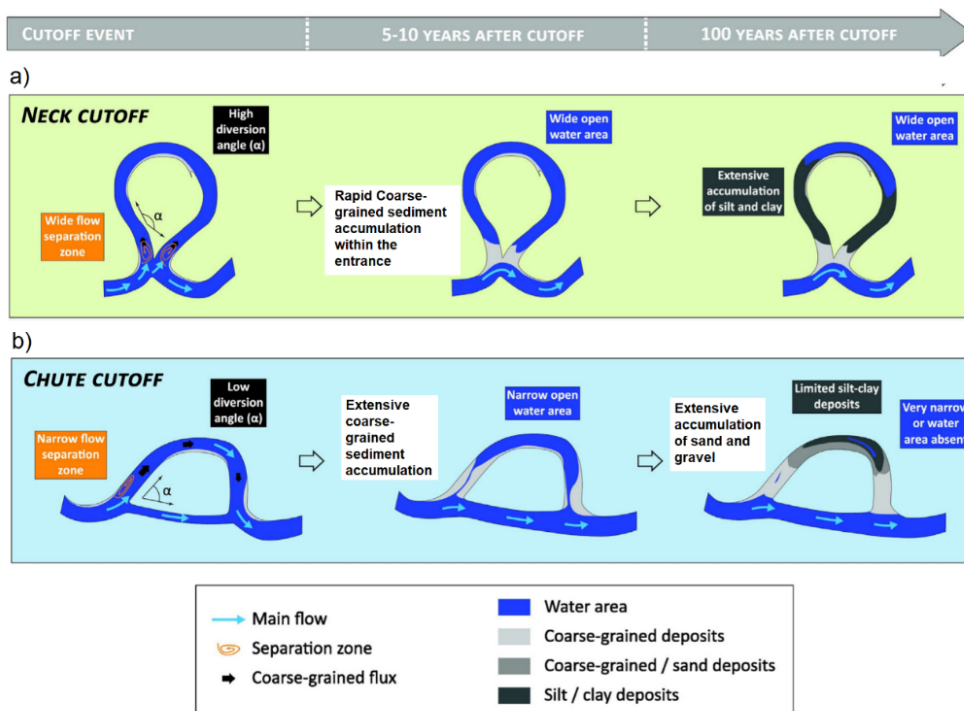 CUTOFF EVENT
5-10 YEARS AFTER CUTOFF
100 YEARS AFTER CUTOFF
a)
NECK CUTOFF
High
diversion
angle (α)
Wide flow
separation
zone
α
Rapid Coarse-
grained sediment
accumulation
within the
entrance
Wide open
water area
Extensive
accumulation
of silt and clay
Wide open
water area
b)
CHUTE CUTOFF
Low
diversion
angle (α)
Narrow flow
separation
zone
α
Extensive
coarse-
grained
sediment
accumulation
Narrow open
water area
Extensive
accumulation
of sand and
gravel
Limited silt-clay
deposits
Very narrow
or water
area absent
Main flow
Separation zone
Coarse-grained flux
Water area
Coarse-grained deposits
Coarse-grained / sand deposits
Silt / clay deposits